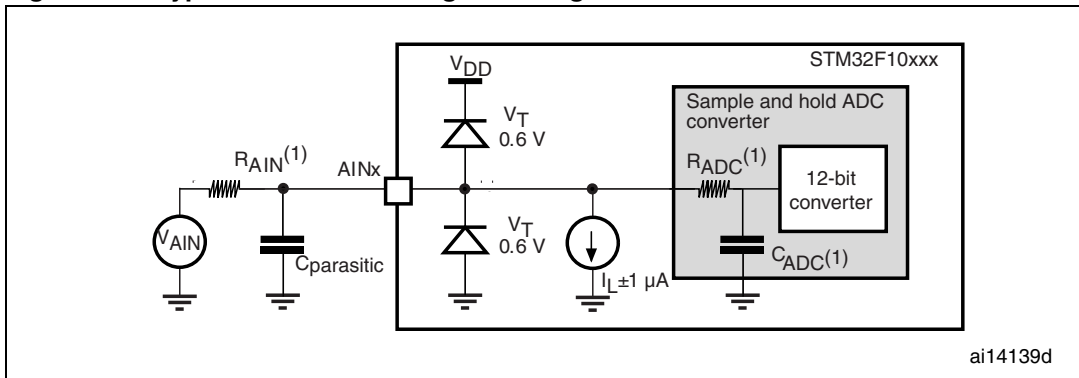 STM32F10xxx
VDD
Sample and hold ADC
converter
VT
0.6 V
RAIN(1)
AINx
RADC(1)
12-bit
converter
VT
0.6 V
VAIN
Cparasitic
IL±1 µA
CADC(1)
ai14139d